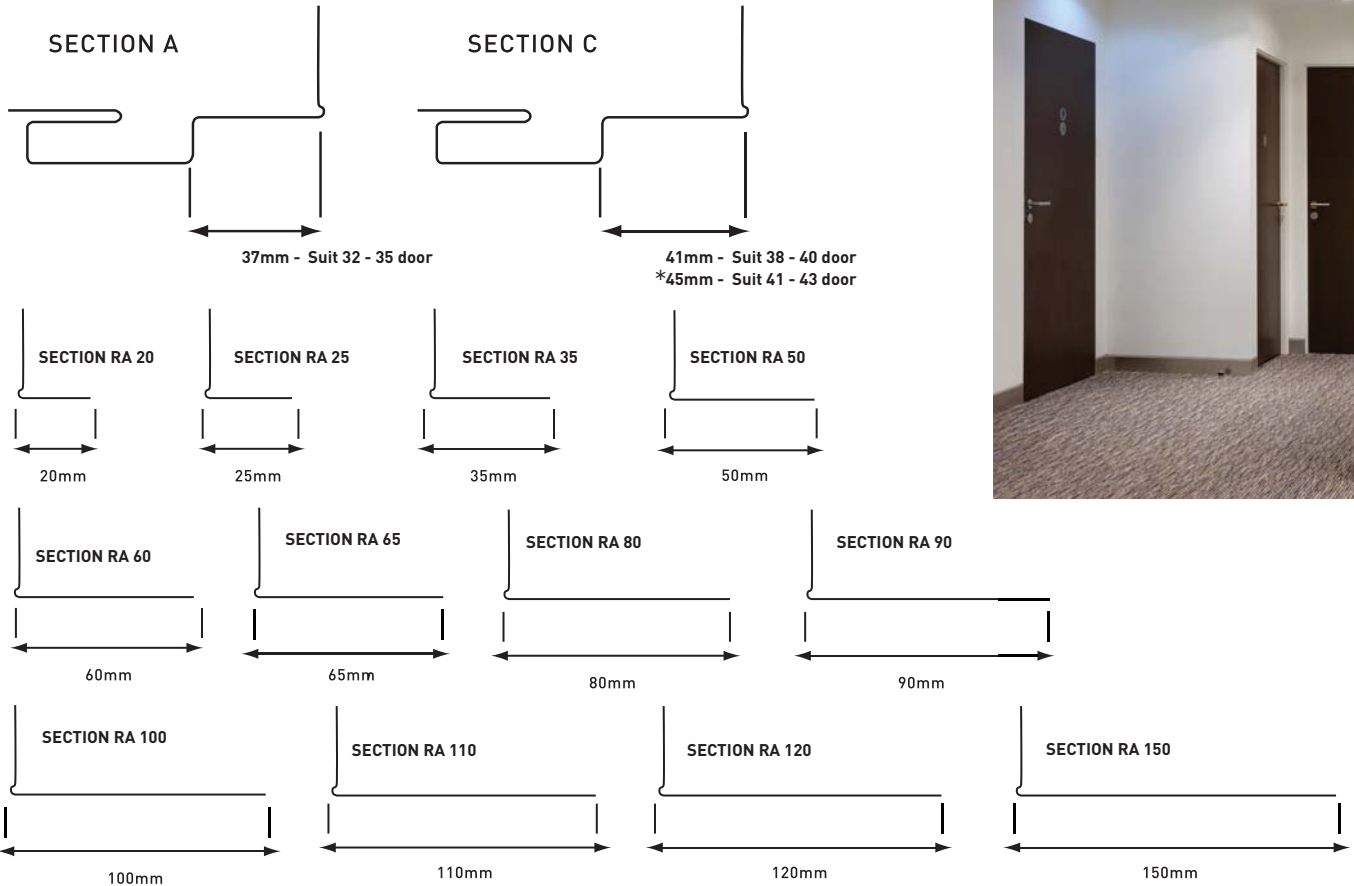 SECTION A
SECTION C
37mm - Suit 32 - 35 door
41mm - Suit 38 - 40 door
*45mm - Suit 41 - 43 door
SECTION RA 20
SECTION RA 25
SECTION RA 35
SECTION RA 50
20mm
25mm
35mm
50mm
SECTION RA 60
SECTION RA 65
SECTION RA 80
SECTION RA 90
60mm
65mm
80mm
90mm
SECTION RA 100
SECTION RA 110
SECTION RA 120
SECTION RA 150
100mm
110mm
120mm
150mm